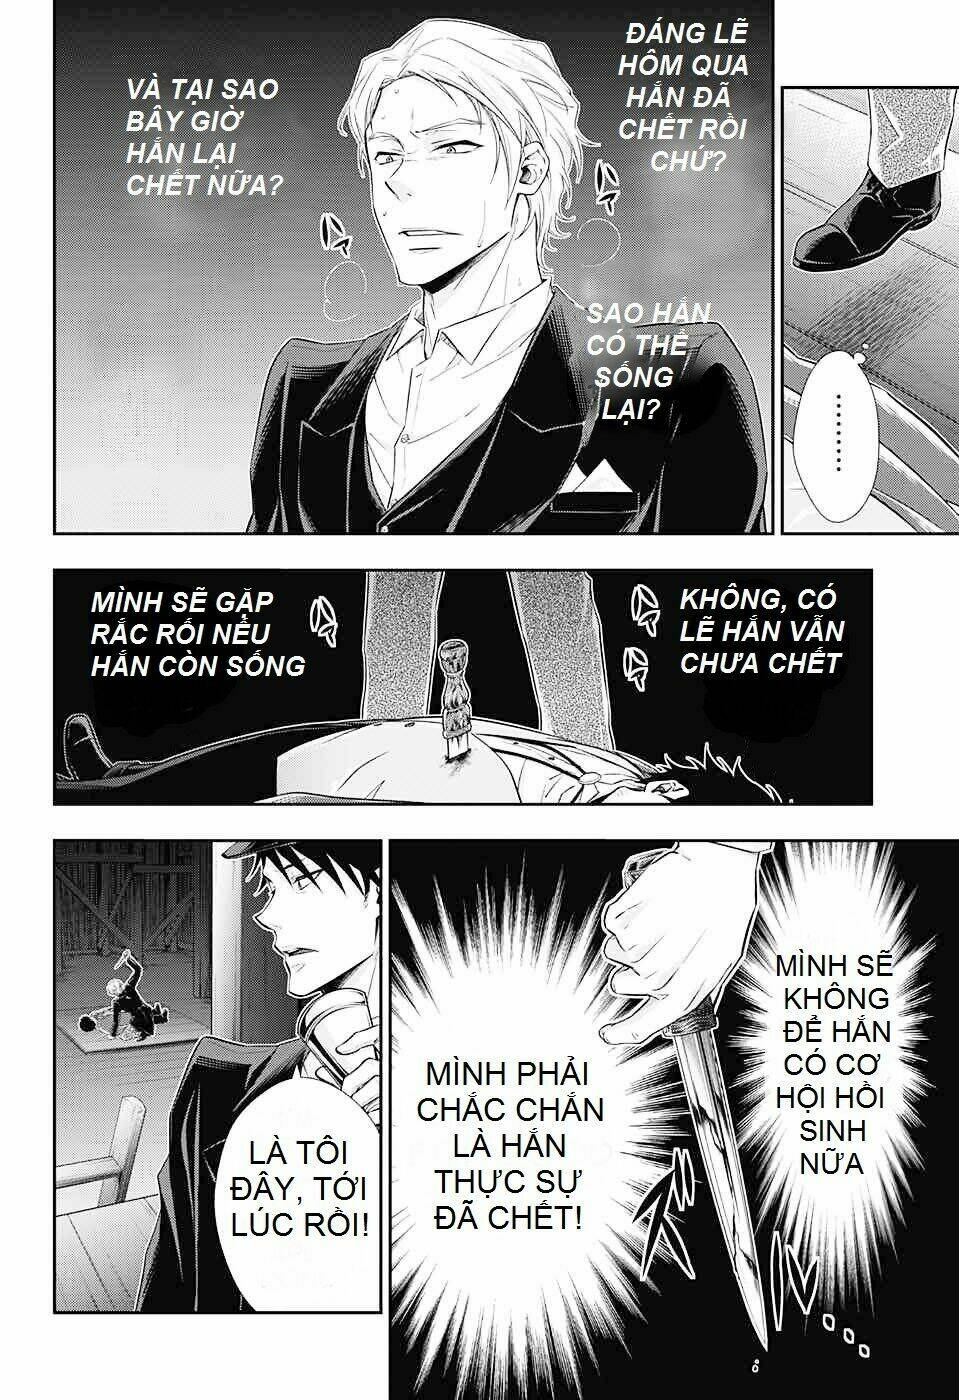 .........
ĐÁNG LẼ
HÔM QUA
HẮN ĐÃ
CHẾT RỒI
CHỨ?
SAO HẮN
CÓ THỂ
SỐNG
LẠI?
VÀ TẠI SAO
BÂY GIỜ
HẮN LẠI
CHẾT NỮA?
KHÔNG, CÓ
LẼ HẮN VẪN
CHƯA CHẾT
MÌNH SẼ GẶP
RẮC RỐI NẾU
HẮN CÒN SỐNG
MÌNH SẼ
KHÔNG
ĐỂ HẮN
CÓ CƠ
HỘI HỒI
SINH
NỮA
MÌNH PHẢI
CHẮC CHẮN
LÀ HẮN
THỰC SỰ
ĐÃ CHẾT!
LÀ TÔI
ĐÂY, TỚI
LÚC RỒI!